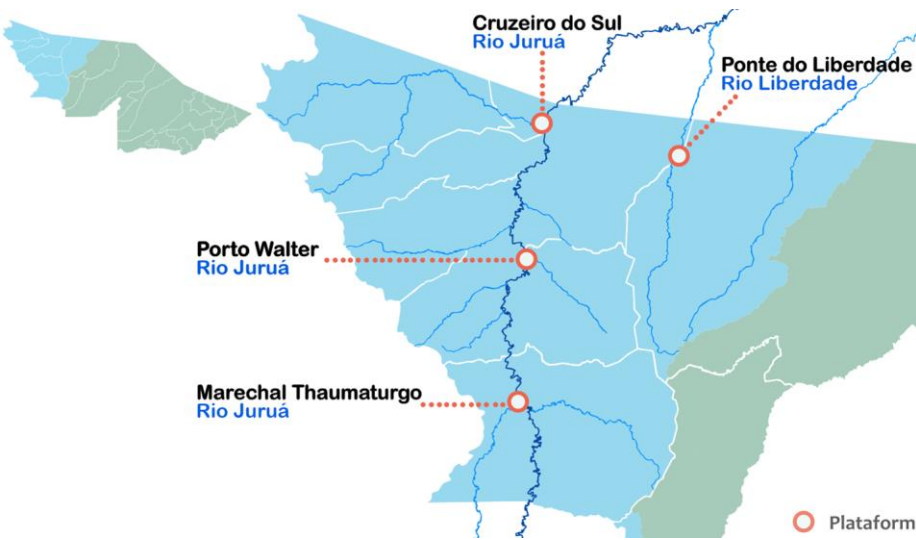 Cruzeiro do Sul
Rio Juruá
Ponte do Liberdade
Rio Liberdade
Porto Walter
Rio Juruá
Marechal Thaumaturgo
Rio Juruá
Plataform